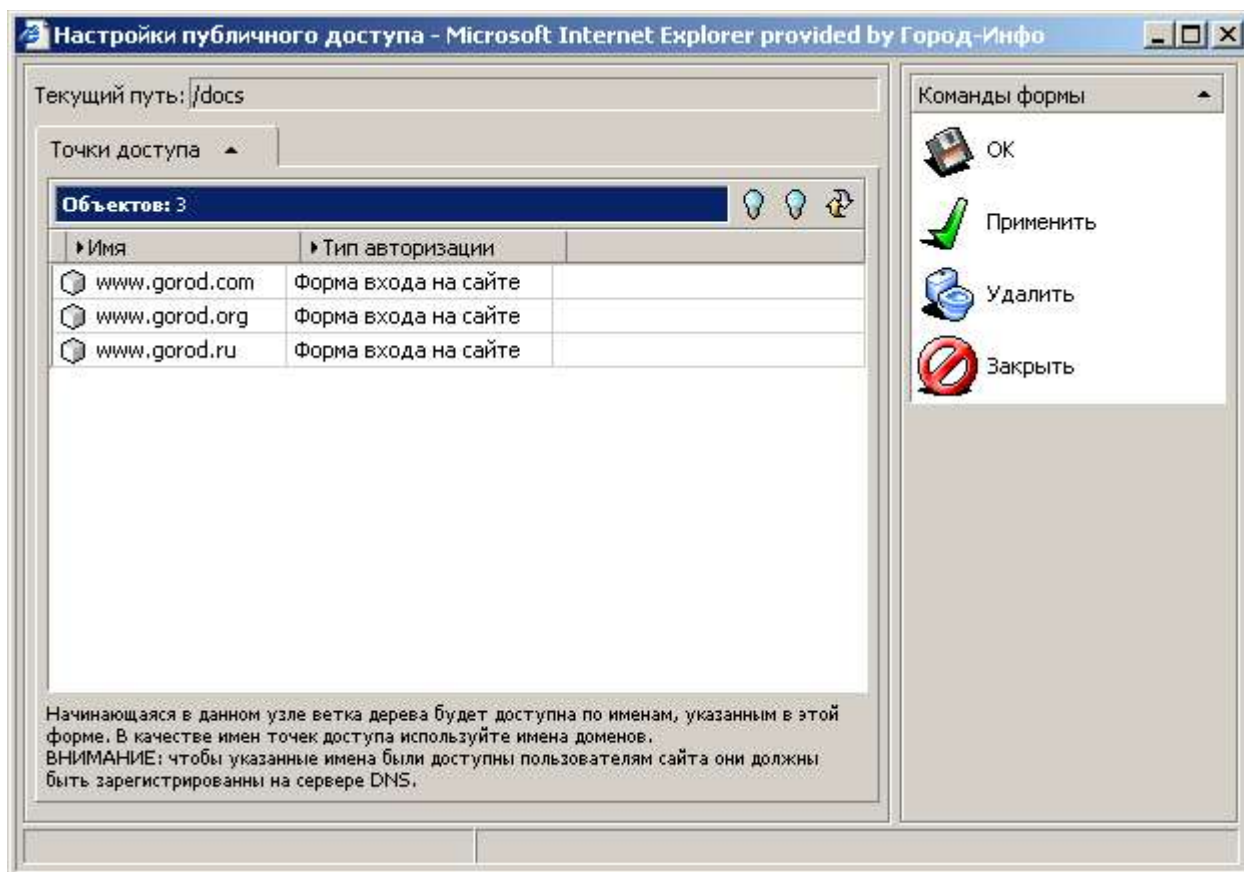 Настройки публичного доступа - Microsoft Internet Explorer provided by Город-Инфо
Текущий путь: /docs
Точки доступа
Объектов: 3
Имя Тип авторизации
www.gorod.com Форма входа на сайте
www.gorod.org Форма входа на сайте
www.gorod.ru Форма входа на сайте
Начинающаяся в данном узле ветка дерева будет доступна по именам, указанным в этой
форме. В качестве имен точек доступа используйте имена доменов.
ВНИМАНИЕ: чтобы указанные имена были доступны пользователям сайта они должны
быть зарегистрированны на сервере DNS.
Команды формы
ОК
Применить
Удалить
Закрыть